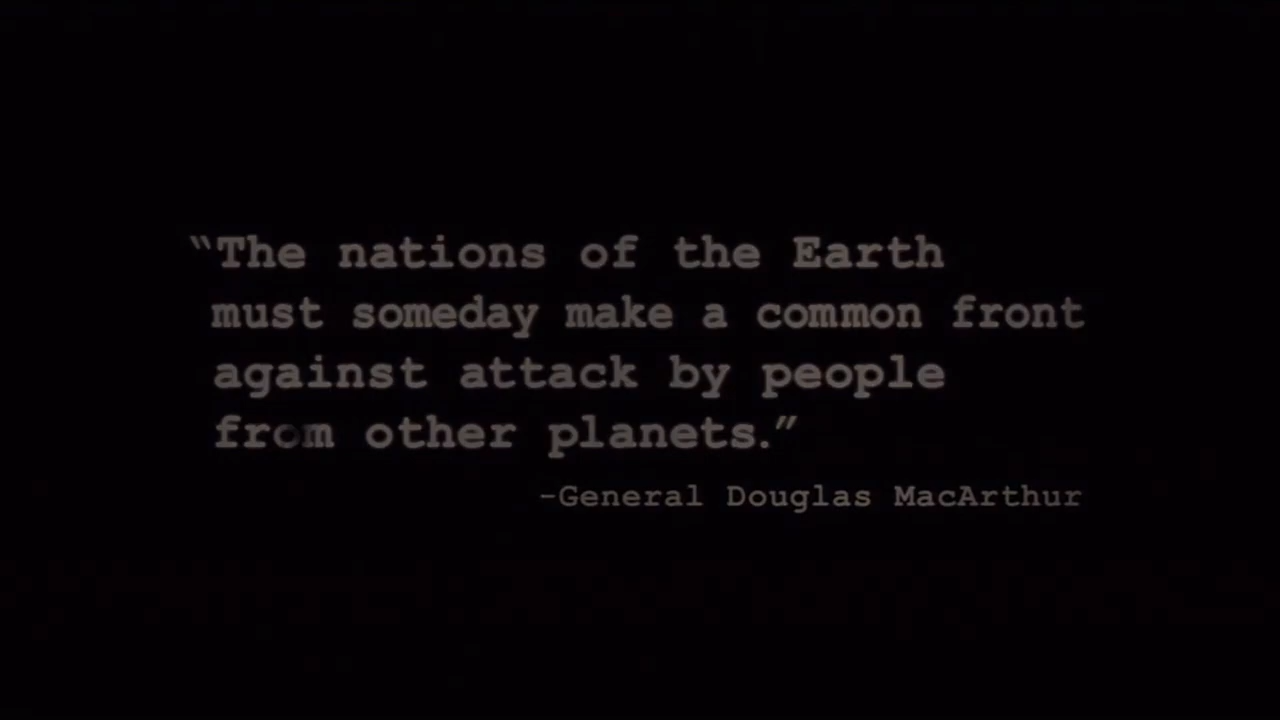 “The nations of the Earth
must someday make a common front
against attack by people
from other planets.”
-General Douglas MacArthur